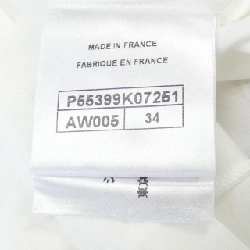 MADE IN FRANCE
FABRIQUE EN FRANCE
P55399K07251
AW005 34